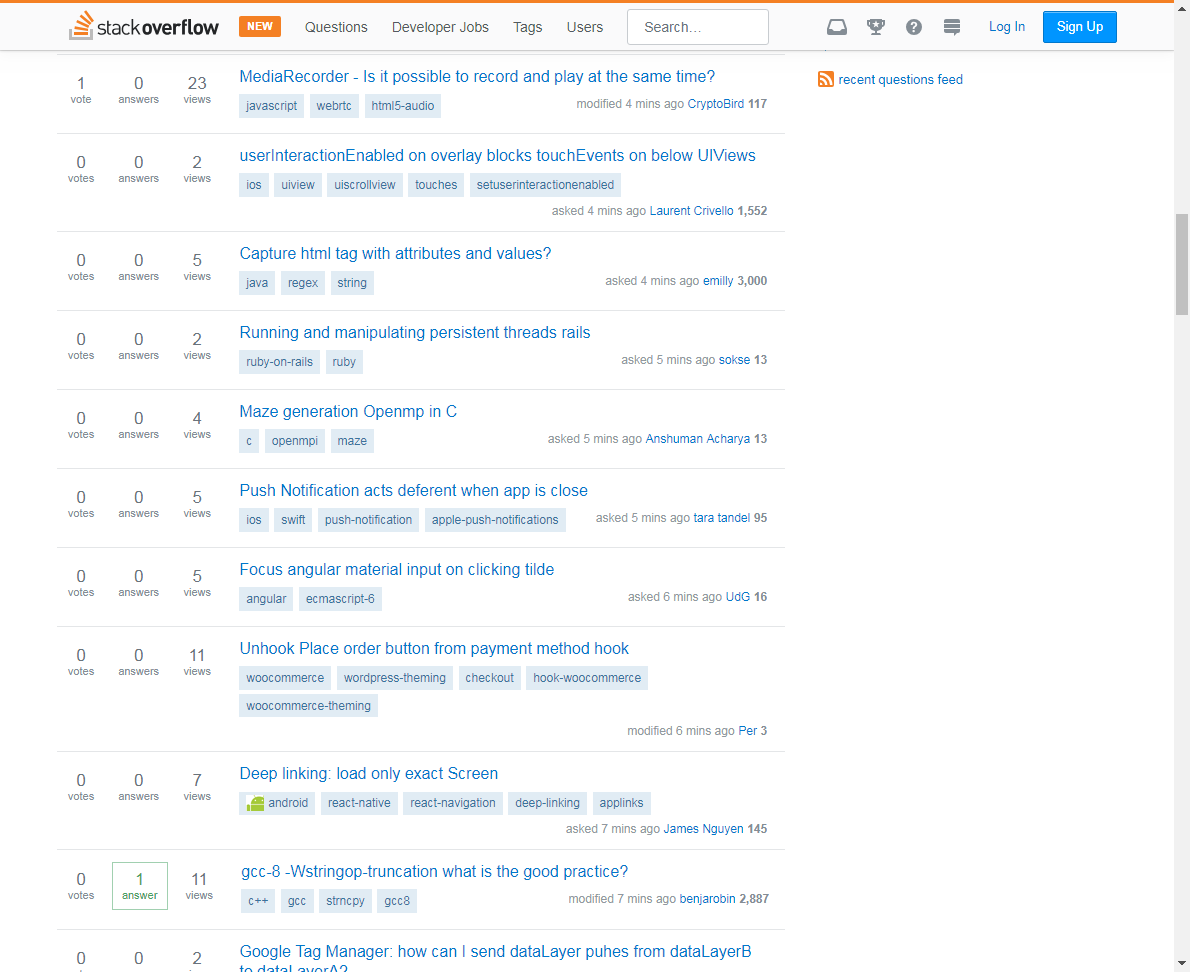 stackoverflow NEW Questions Developer Jobs Tags Users Search... Log In Sign Up
1 0 23 MediaRecorder - Is it possible to record and play at the same time?
vote answers views
javascript webrtc html5-audio modified 4 mins ago CryptoBird 117
recent questions feed
0 0 2 userInteractionEnabled on overlay blocks touchEvents on below UIViews
votes answers views
ios uiview uiscrollview touches setuserinteractionenabled
asked 4 mins ago Laurent Crivello 1,552
0 0 5 Capture html tag with attributes and values?
votes answers views
java regex string asked 4 mins ago emilly 3,000
0 0 2 Running and manipulating persistent threads rails
votes answers views
ruby-on-rails ruby asked 5 mins ago sokse 13
0 0 4 Maze generation Openmp in C
votes answers views
c openmpi maze asked 5 mins ago Anshuman Acharya 13
0 0 5 Push Notification acts deferent when app is close
votes answers views
ios swift push-notification apple-push-notifications asked 5 mins ago tara tandel 95
0 0 5 Focus angular material input on clicking tilde
votes answers views
angular ecmascript-6 asked 6 mins ago UdG 16
0 0 11 Unhook Place order button from payment method hook
votes answers views
woocommerce wordpress-theming checkout hook-woocommerce
woocommerce-theming
modified 6 mins ago Per 3
0 0 7 Deep linking: load only exact Screen
votes answers views
android react-native react-navigation deep-linking applinks
asked 7 mins ago James Nguyen 145
0 1 11 gcc-8 -Wstringop-truncation what is the good practice?
votes answer views
c++ gcc strncpy gcc8 modified 7 mins ago benjarobin 2,887
0 0 2 Google Tag Manager: how can I send dataLayer puhes from dataLayerB
to dataLayerA?